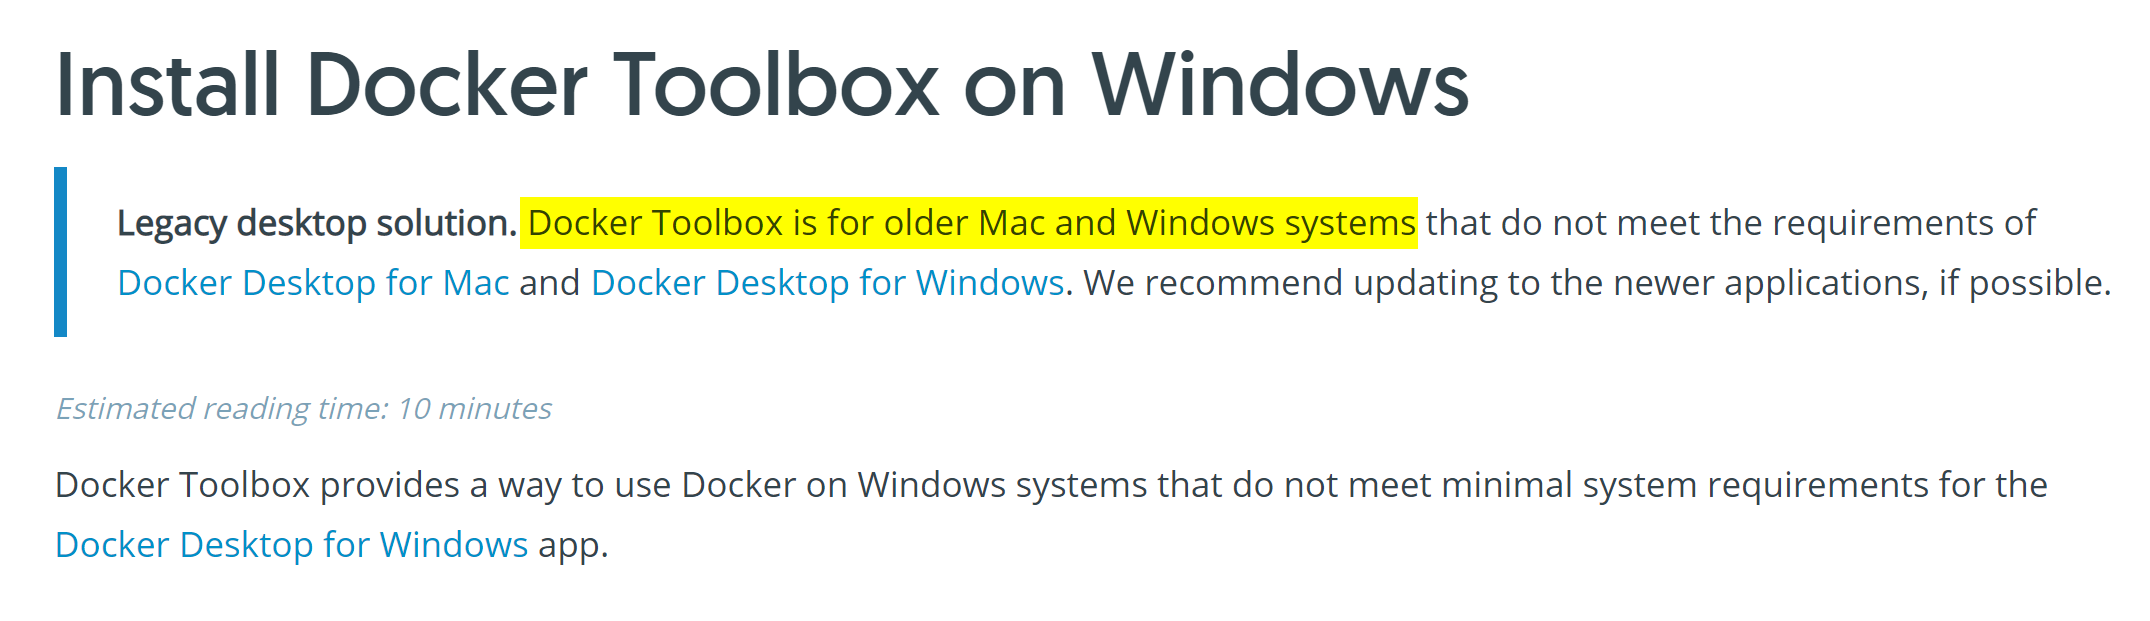 Install Docker Toolbox on Windows
Legacy desktop solution. Docker Toolbox is for older Mac and Windows systems that do not meet the requirements of
Docker Desktop for Mac and Docker Desktop for Windows. We recommend updating to the newer applications, if possible.
Estimated reading time: 10 minutes
Docker Toolbox provides a way to use Docker on Windows systems that do not meet minimal system requirements for the
Docker Desktop for Windows app.